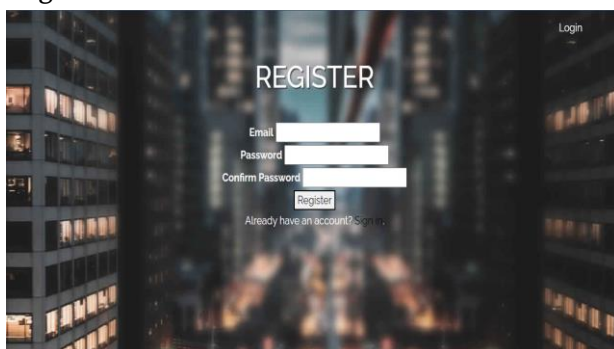 Login
REGISTER
Email
Password
Confirm Password
Register
Already have an account? Sign in.